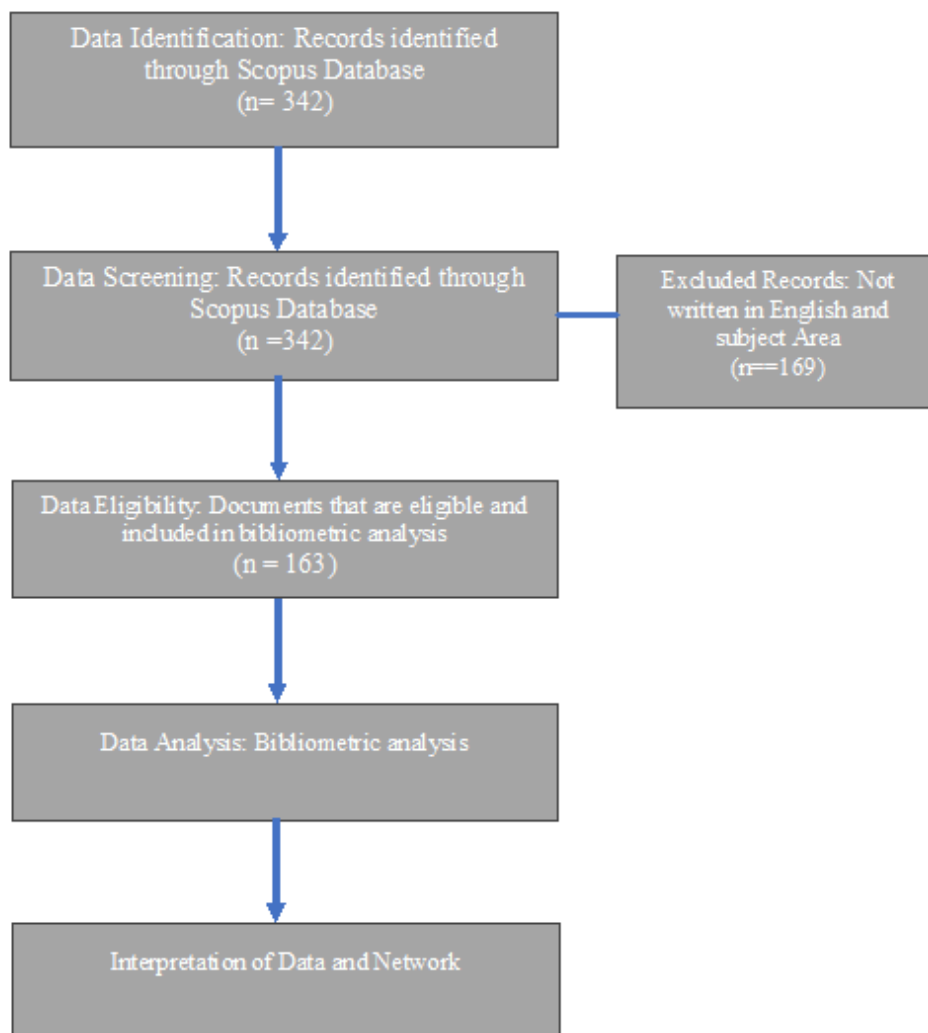 Data Identification: Records identified
through Scopus Database
(n= 342)
Data Screening: Records identified through
Scopus Database
(n =342)
Excluded Records: Not
written in English and
subject Area
(n==169)
Data Eligibility: Documents that are eligible and
included in bibliometric analysis
(n = 163)
Data Analysis: Bibliometric analysis
Interpretation of Data and Network